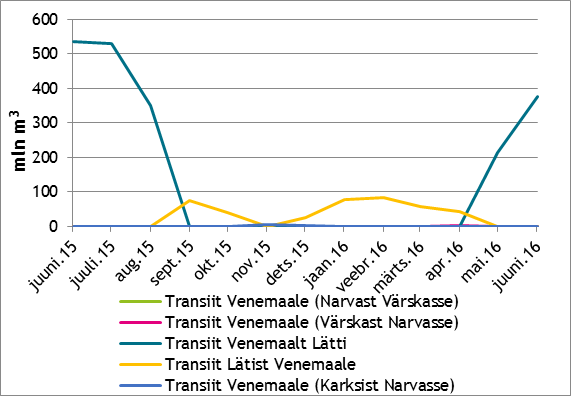 600
500
400
300
200
100
0
mln m³
juuni.15
juuli.15
aug.15
sept.15
okt.15
nov.15
dets.15
jaan.16
veebr.16
märts.16
apr.16
mai.16
juuni.16
Transiit Venemaale (Narvast Värskasse)
Transiit Venemaale (Värskast Narvasse)
Transiit Venemaalt Lätti
Transiit Lätist Venemaale
Transiit Venemaale (Karksist Narvasse)